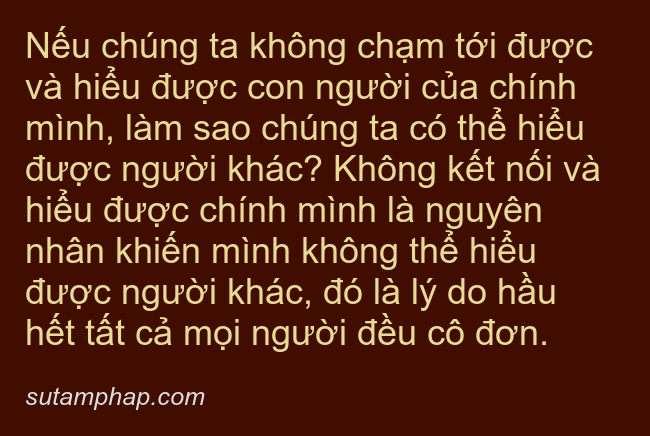 Nếu chúng ta không chạm tới được
và hiểu được con người của chính
mình, làm sao chúng ta có thể hiểu
được người khác? Không kết nối và
hiểu được chính mình là nguyên
nhân khiến mình không thể hiểu
được người khác, đó là lý do hầu
hết tất cả mọi người đều cô đơn.
sutamphap.com